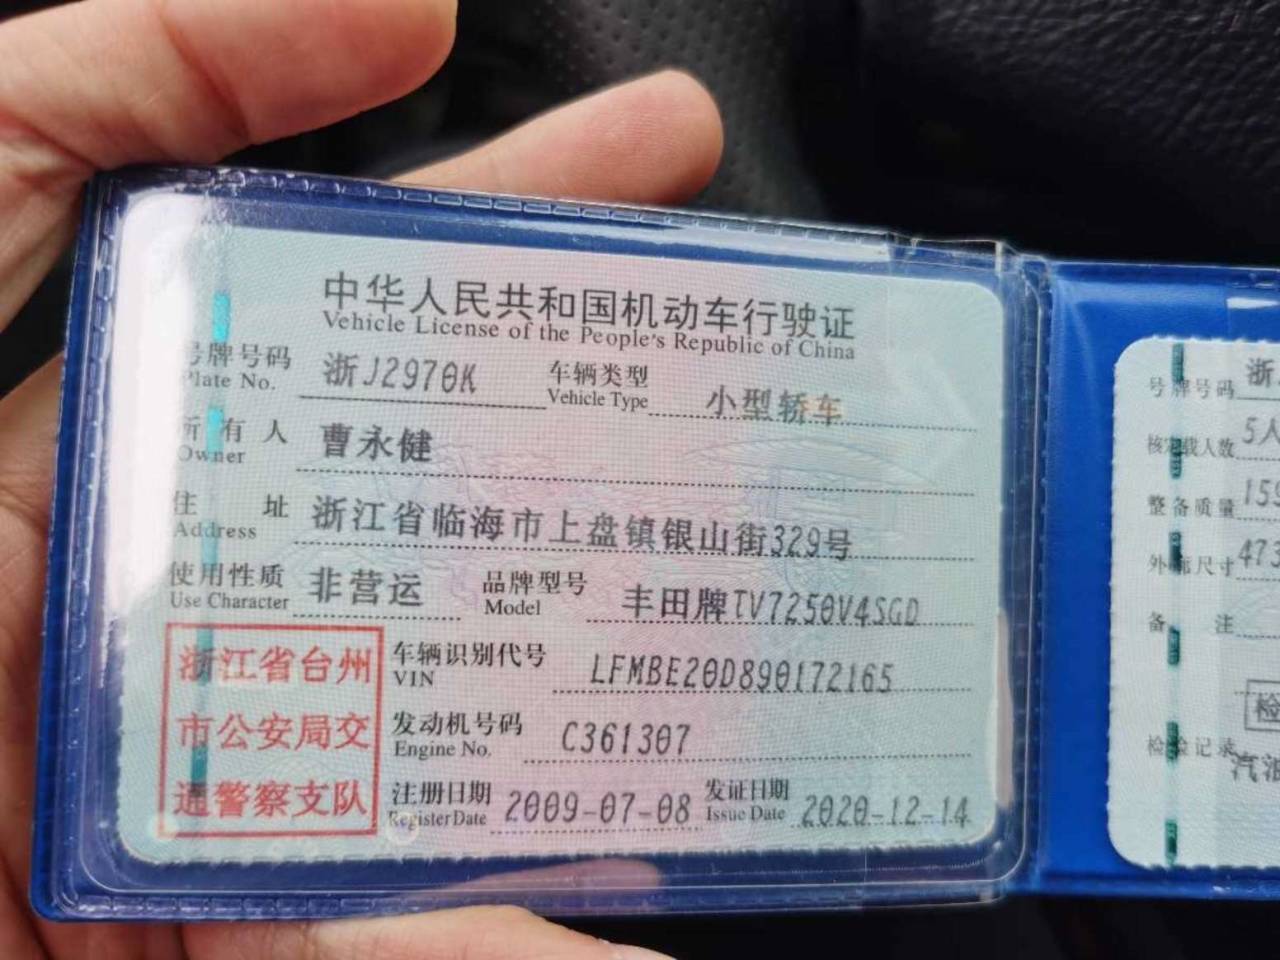 中华人民共和国机动车行驶证
Vehicle License of the People's Republic of China
号牌号码 浙J2970K 车辆类型 小型轿车
Plate No. Vehicle Type
所有人 曹永健
Owner
住址 浙江省临海市上盘镇银山街329号
Address
使用性质 非营运 品牌型号 丰田牌TV7250V4SGD
Use Character Model
浙江省台州
市公安局交
通警察支队
车辆识别代号 LFMBE20D890172165
VIN
发动机号码 C361307
Engine No.
注册日期 2009-07-08 发证日期 2020-12-14
Register Date Issue Date
号牌号码 浙
核定载人数 5人
整备质量 159
外廓尺寸 473
备注
检
检验记录
汽油